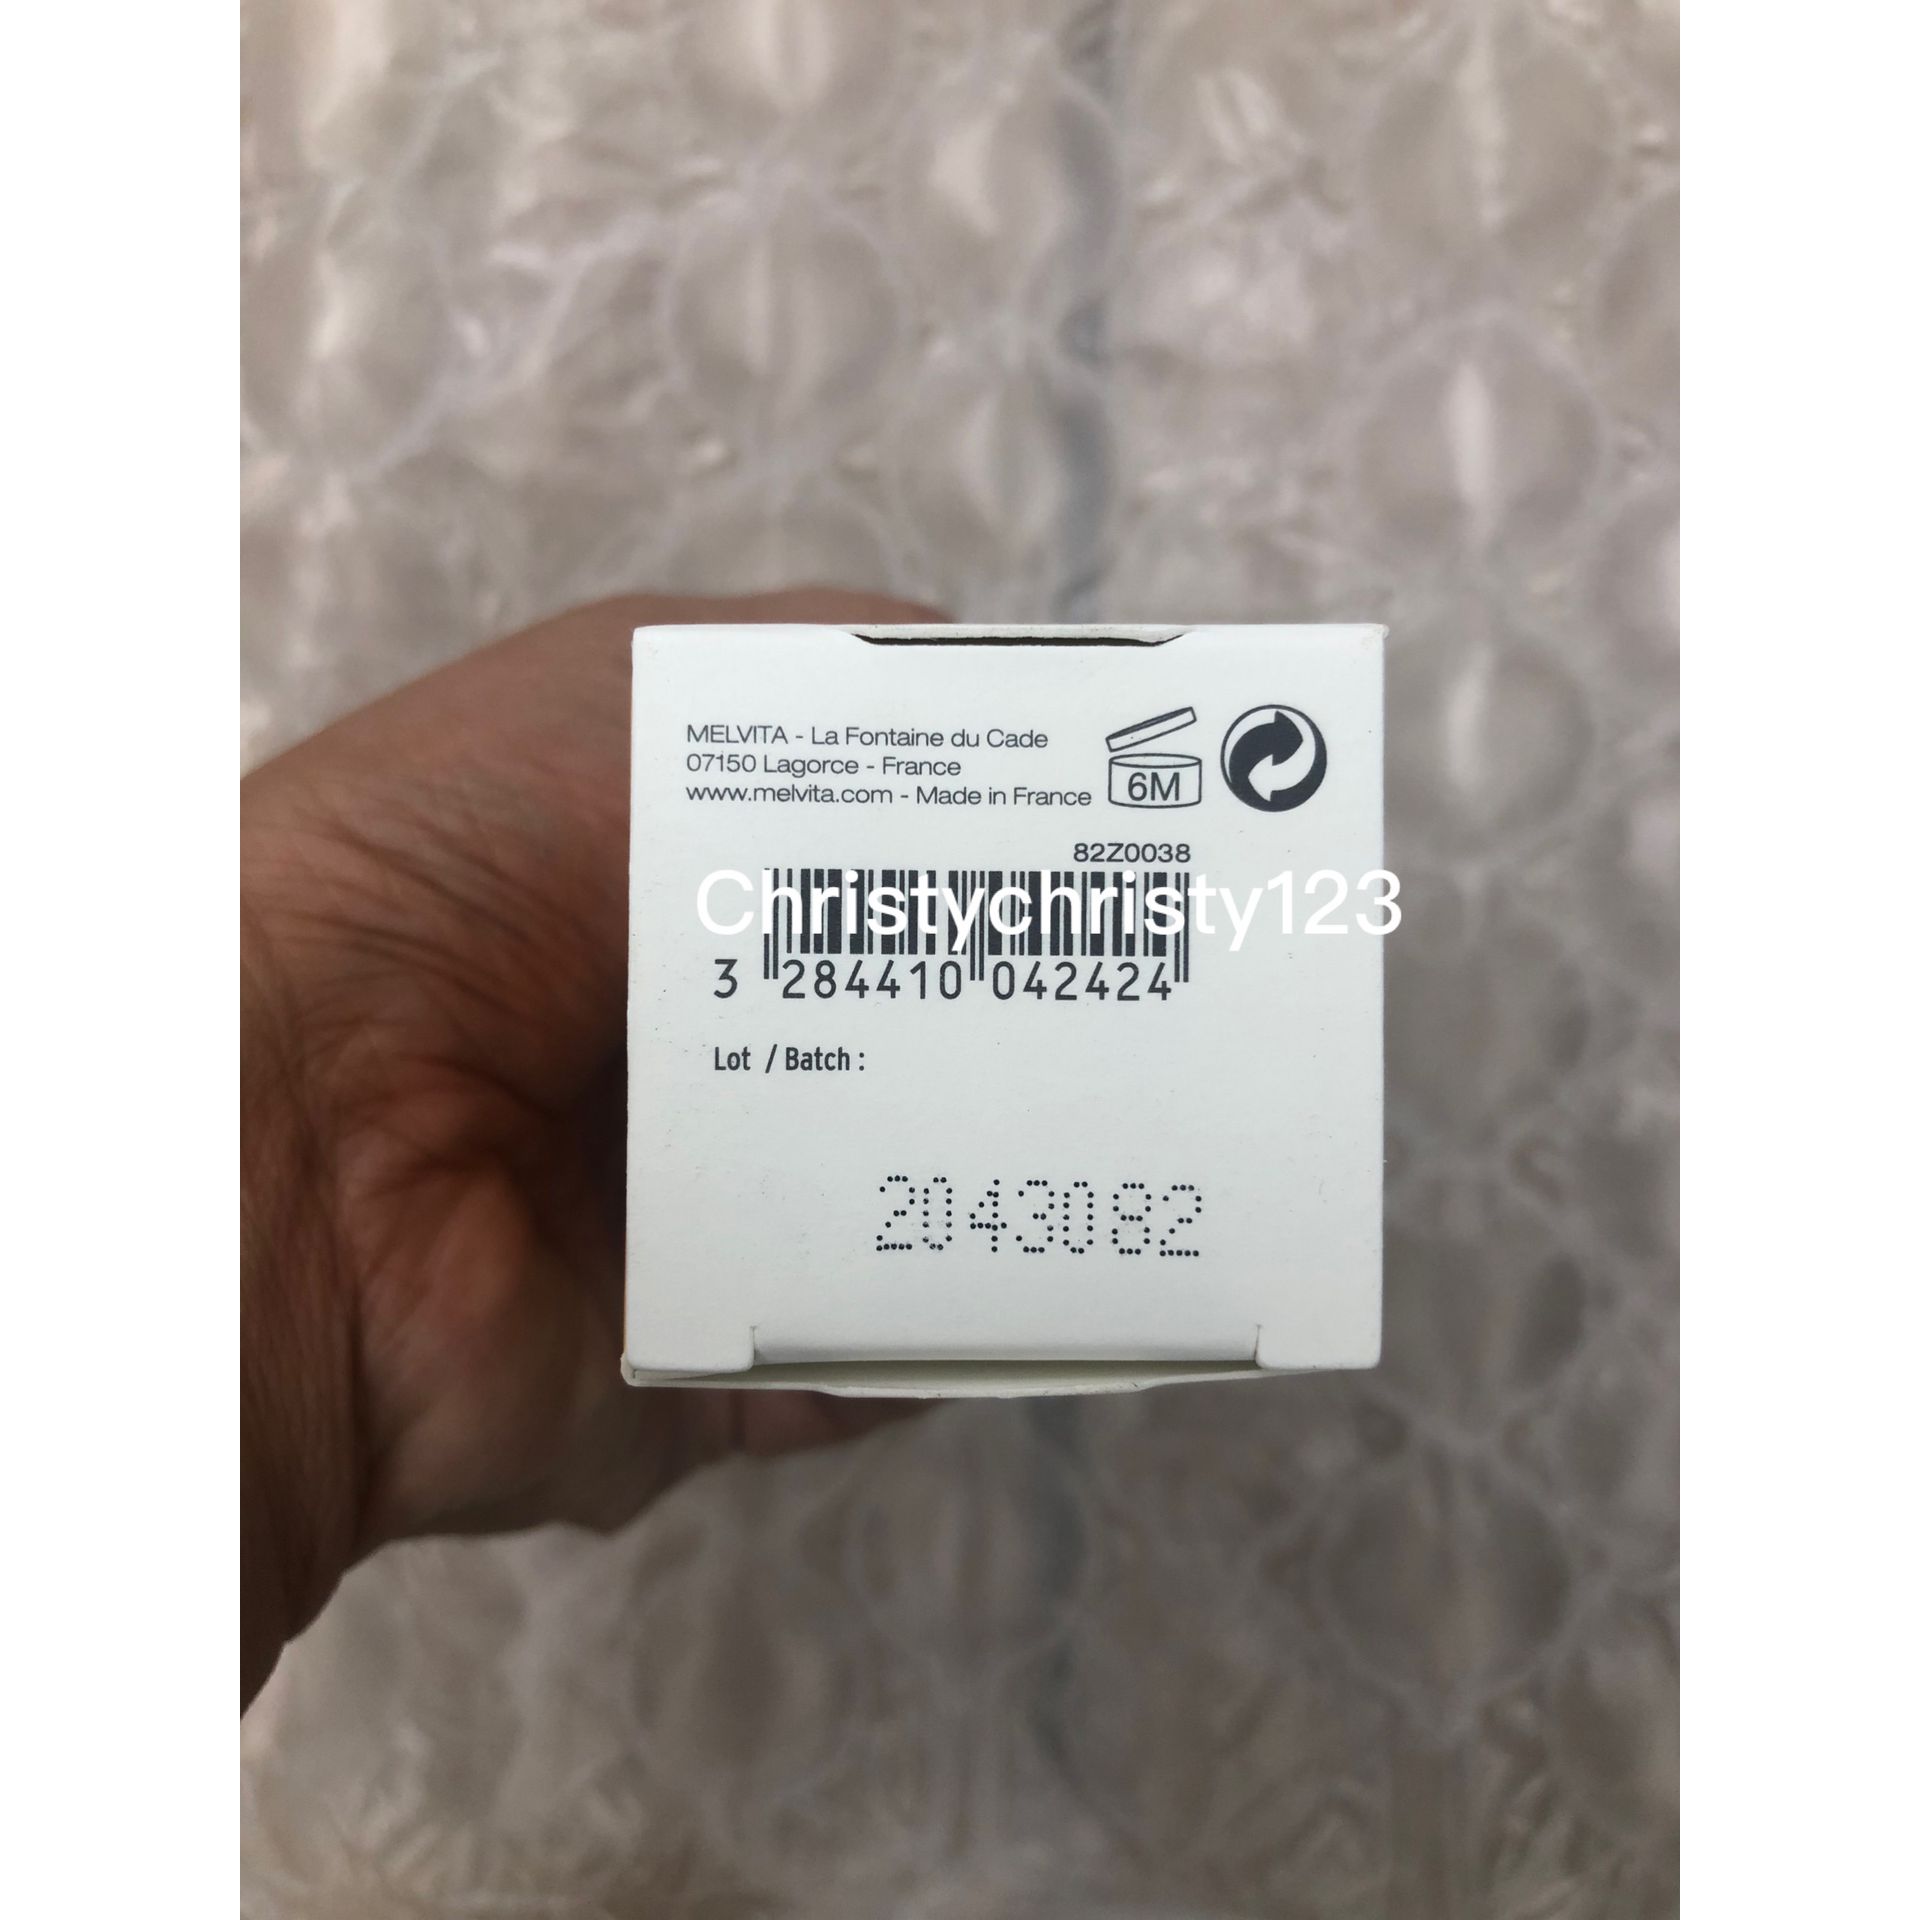 MELVITA - La Fontaine du Cade
07150 Lagorce - France
www.melvita.com - Made in France
6M
82Z0038
Christychristy123
3 284410 042424
Lot / Batch :
2043082